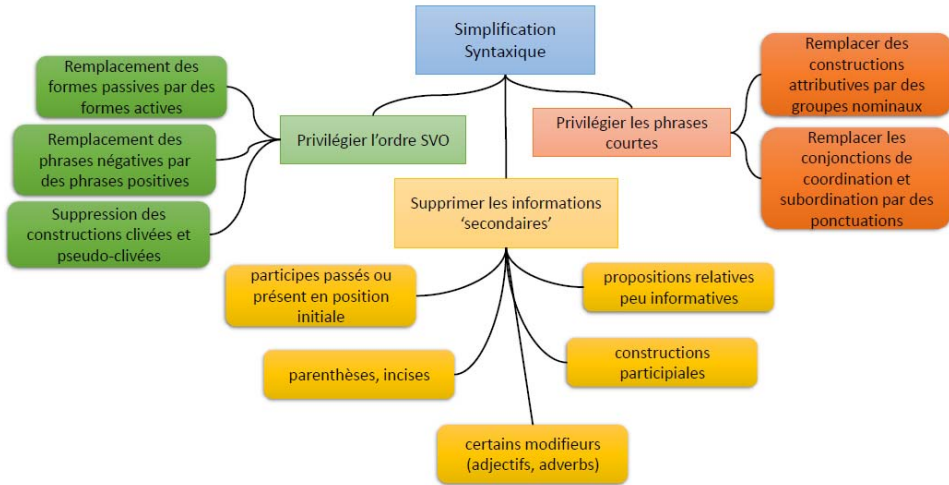 Simplification
Syntaxique
Remplacement des
formes passives par des
formes actives
Remplacement des
phrases négatives par
des phrases positives
Suppression des
constructions clivées et
pseudo-clivées
Privilégier l'ordre SVO
Privilégier les phrases
courtes
Remplacer des
constructions
attributives par des
groupes nominaux
Remplacer les
conjonctions de
coordination et
subordination par des
ponctuations
Supprimer les informations
‘secondaires’
participes passés ou
présent en position
initiale
propositions relatives
peu informatives
parenthèses, incises
constructions
participiales
certains modifieurs
(adjectifs, adverbs)